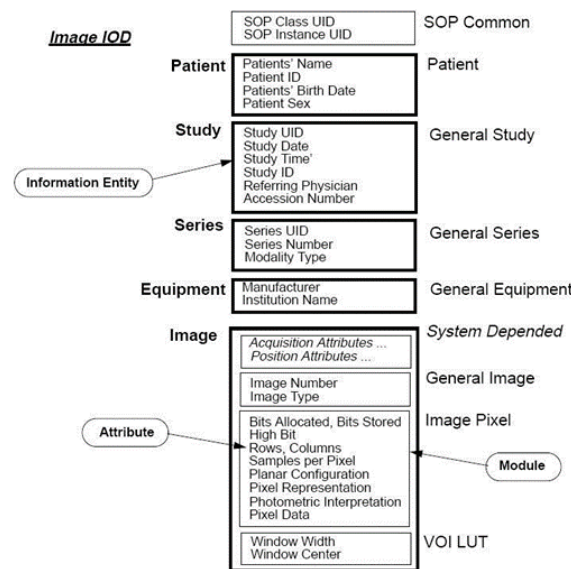 Image IOD
SOP Class UID
SOP Instance UID
SOP Common
Patient
Patients' Name
Patient ID
Patients' Birth Date
Patient Sex
Patient
Study
Study UID
Study Date
Study Time'
Study ID
Referring Physician
Accession Number
General Study
Information Entity
Series
Series UID
Series Number
Modality Type
General Series
Equipment
Manufacturer
Institution Name
General Equipment
Image
System Depended
Acquisition Attributes ...
Position Attributes ...
Image Number
Image Type
General Image
Bits Allocated, Bits Stored
High Bit
Rows, Columns
Samples per Pixel
Planar Configuration
Pixel Representation
Photometric Interpretation
Pixel Data
Image Pixel
Attribute
Module
Window Width
Window Center
VOI LUT